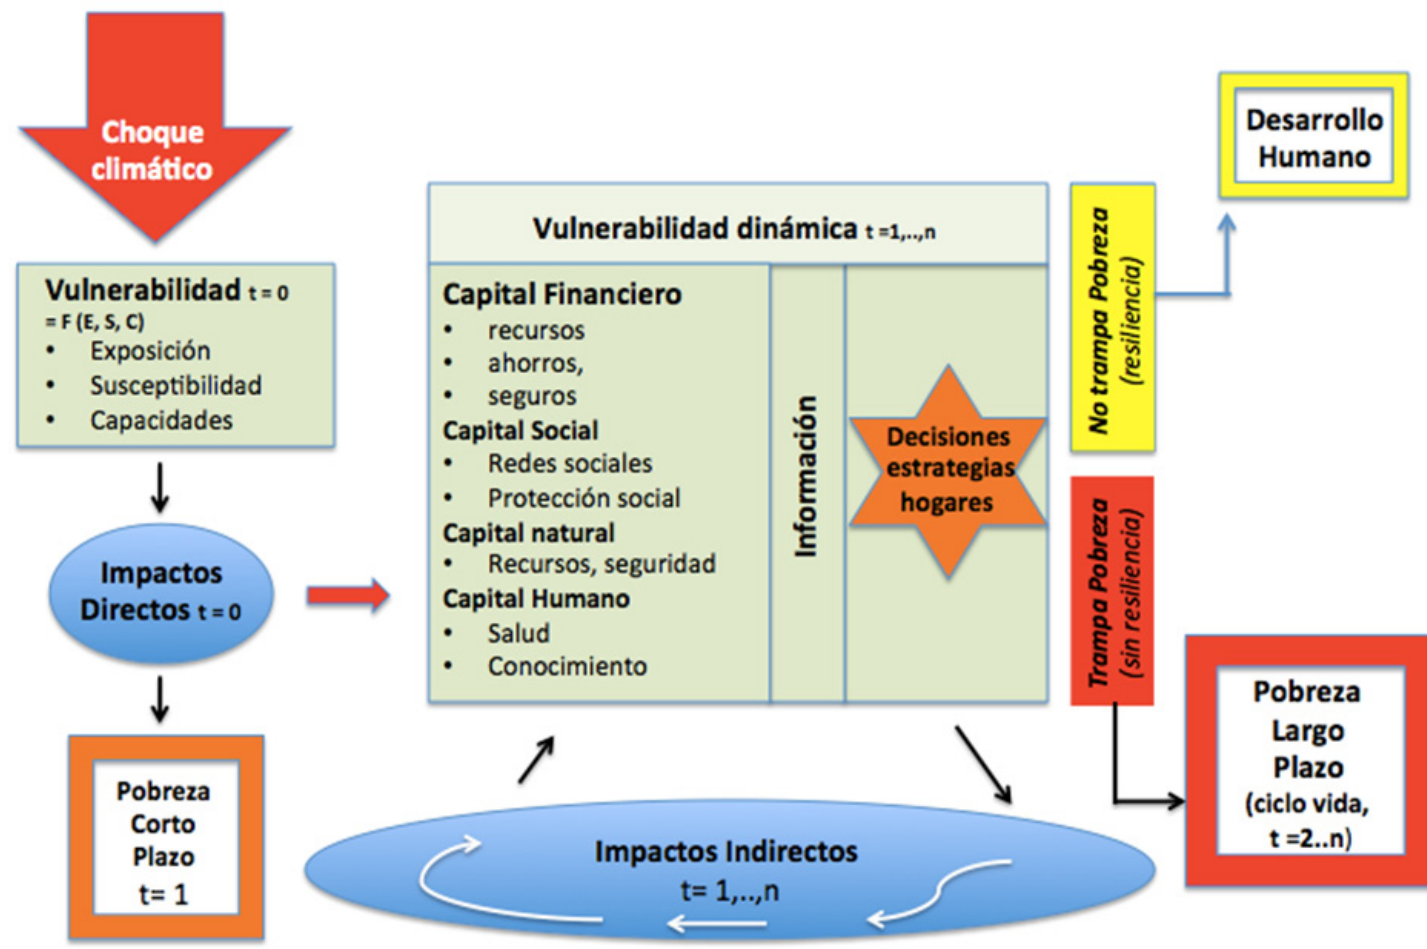 Choque
climático
Vulnerabilidad t = 0
= F (E, S, C)
• Exposición
• Susceptibilidad
• Capacidades
Impactos
Directos t = 0
Pobreza
Corto
Plazo
t= 1
Vulnerabilidad dinámica t =1,..,n
Capital Financiero
• recursos
• ahorros,
• seguros
Capital Social
• Redes sociales
• Protección social
Capital natural
• Recursos, seguridad
Capital Humano
• Salud
• Conocimiento
Información
Decisiones
estrategias
hogares
Impactos Indirectos
t= 1,..,n
No trampa Pobreza
(resiliencia)
Trampa Pobreza
(sin resiliencia)
Desarrollo
Humano
Pobreza
Largo
Plazo
(ciclo vida,
t =2..n)